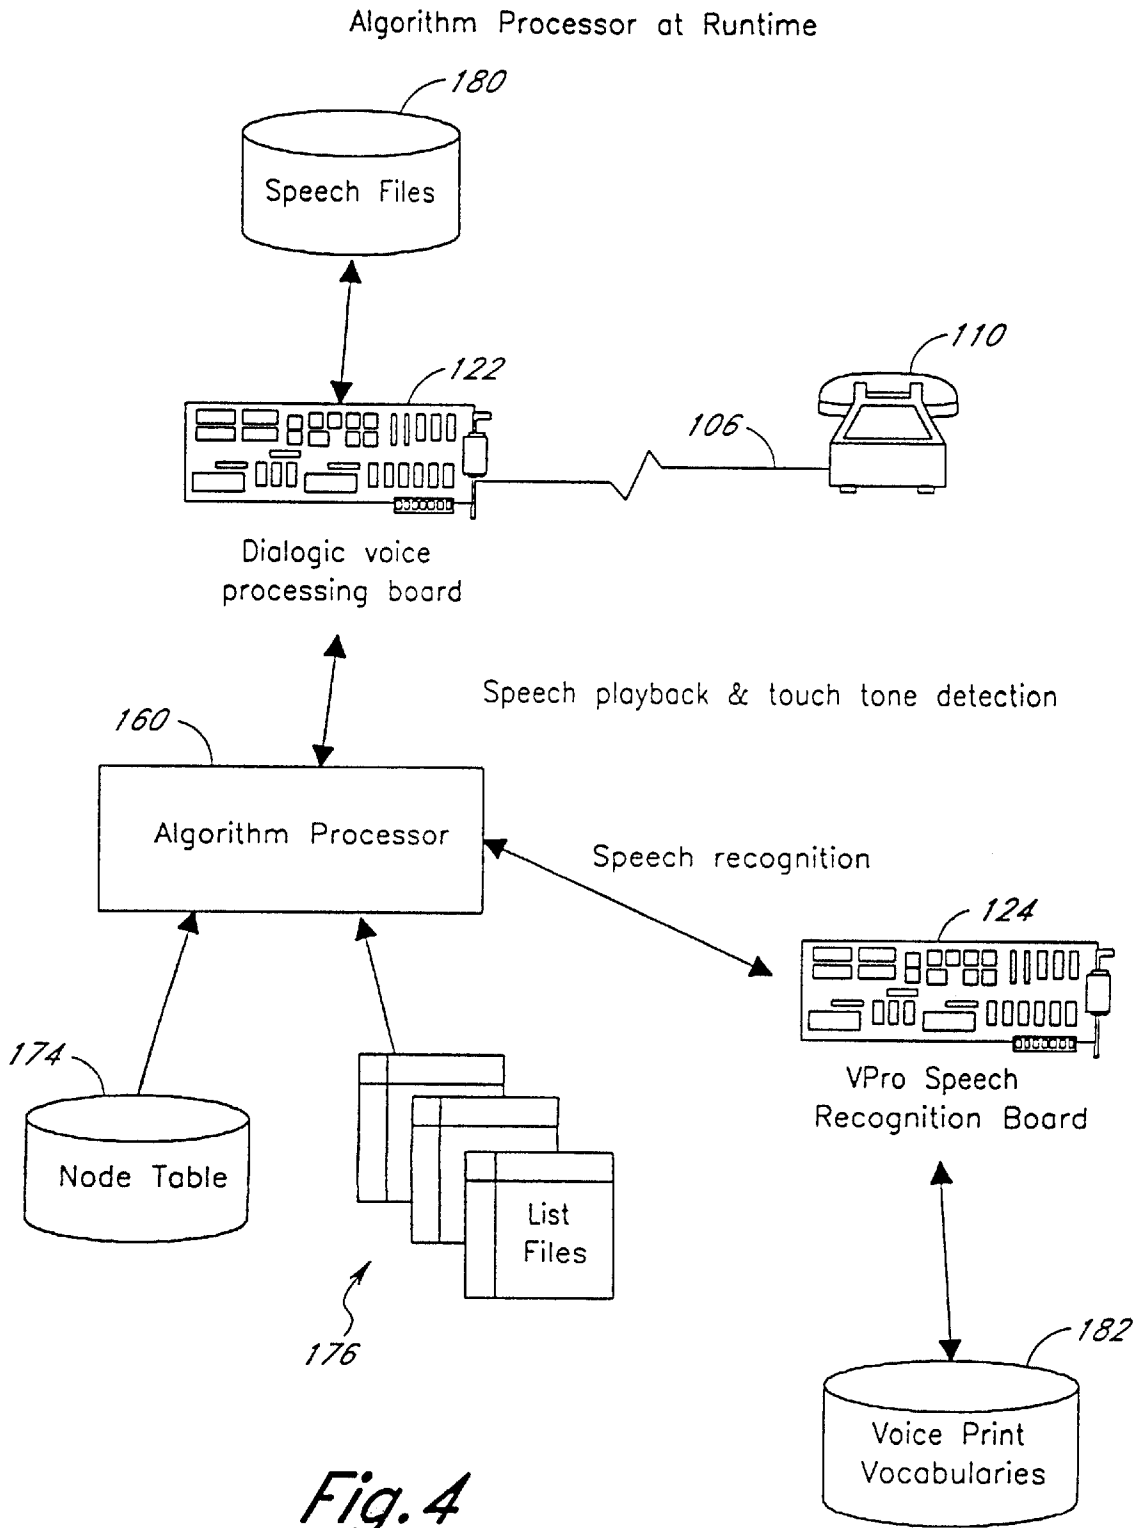 Algorithm Processor at Runtime
180
Speech Files
110
122
106
Dialogic voice
processing board
Speech playback & touch tone detection
160
Algorithm Processor
Speech recognition
124
VPro Speech
Recognition Board
174
Node Table
List
Files
176
182
Voice Print
Vocabularies
Fig. 4